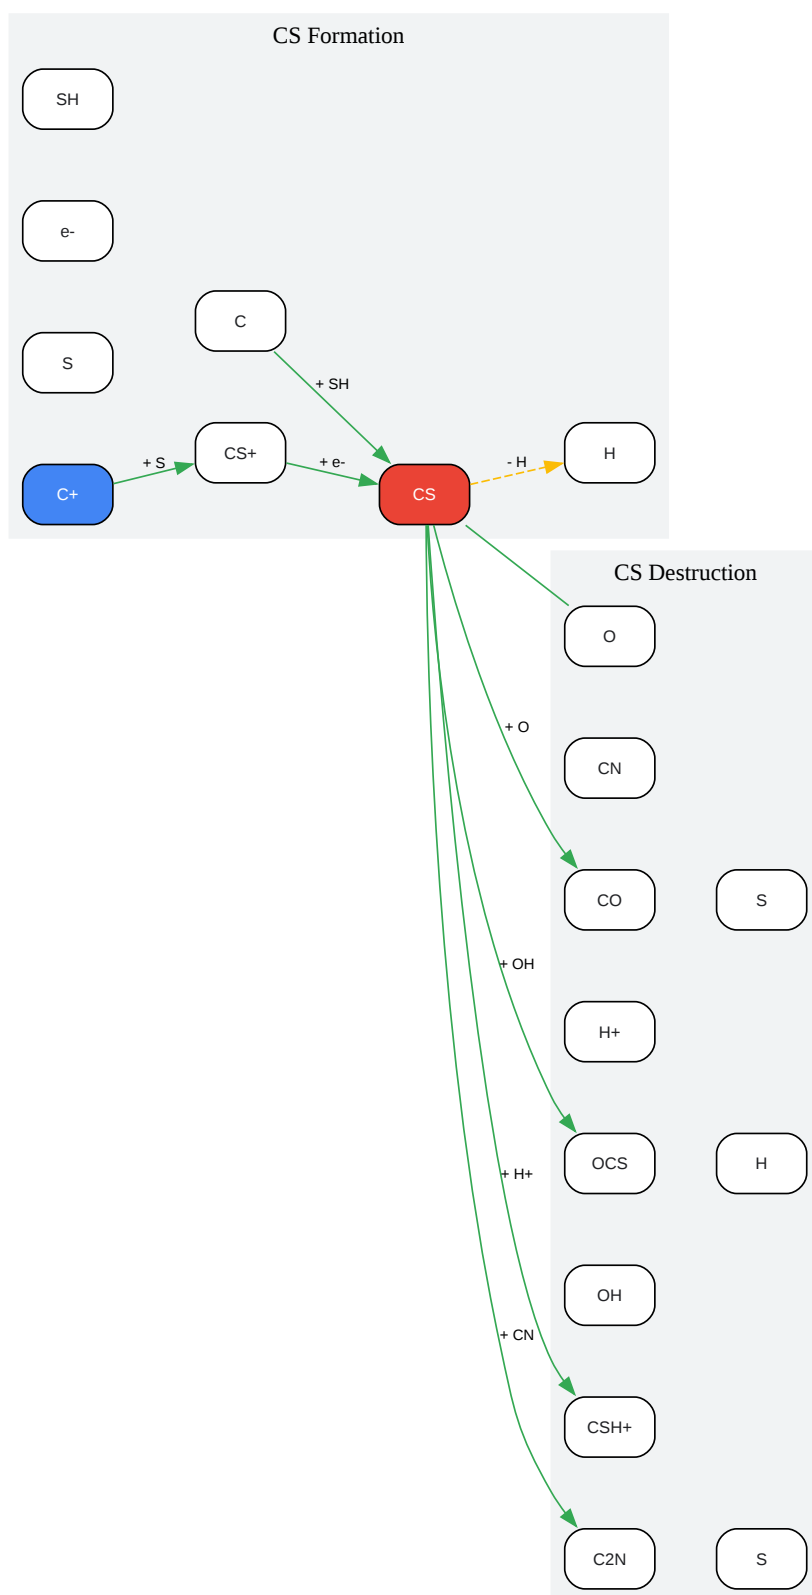 CS Formation
SH
e-
C
S
+ SH
CS+
H
+ S
+ e-
- H
C+
CS
CS Destruction
O
+ O
CN
CO
S
+ OH
H+
OCS
H
+ H+
OH
+ CN
CSH+
C2N
S